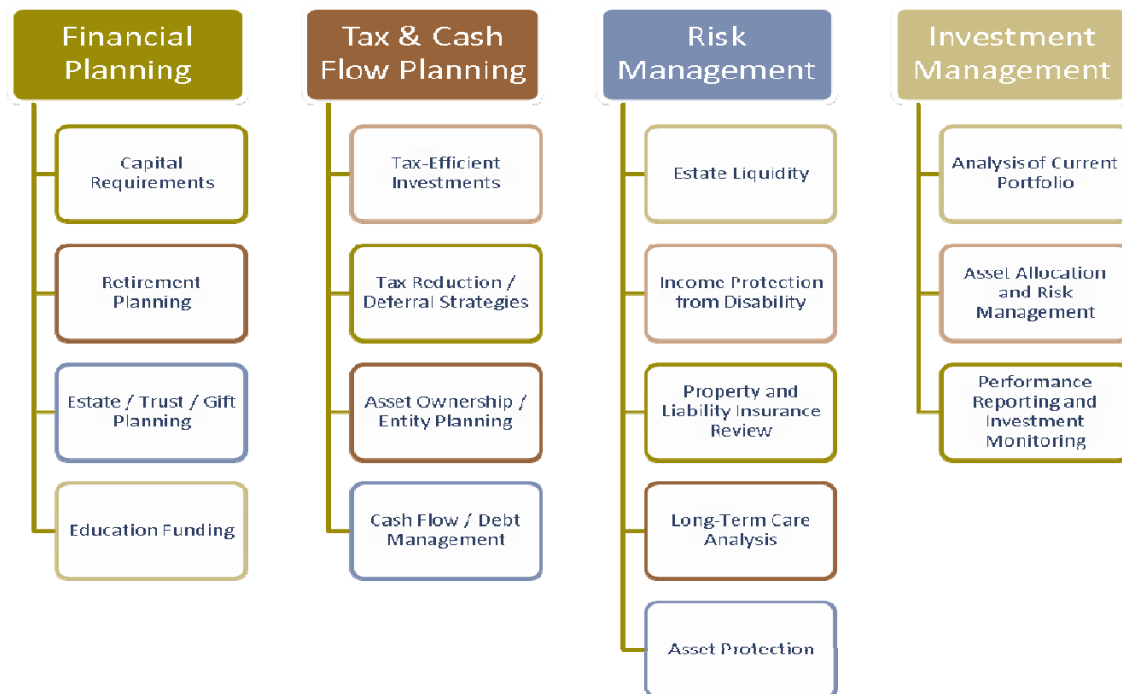 Financial
Planning
Capital
Requirements
Retirement
Planning
Estate / Trust / Gift
Planning
Education Funding
Tax & Cash
Flow Planning
Tax-Efficient
Investments
Tax Reduction /
Deferral Strategies
Asset Ownership /
Entity Planning
Cash Flow / Debt
Management
Risk
Management
Estate Liquidity
Income Protection
from Disability
Property and
Liability Insurance
Review
Long-Term Care
Analysis
Asset Protection
Investment
Management
Analysis of Current
Portfolio
Asset Allocation
and Risk
Management
Performance
Reporting and
Investment
Monitoring